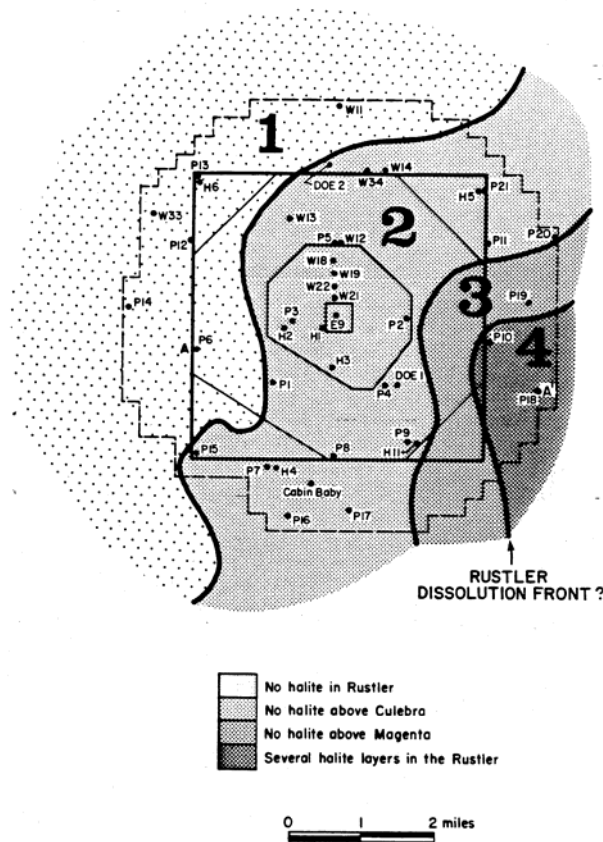 W11
1
P13
H6
DOE 2
W34
W14
H5
P21
W33
W13
2
P12
P5
W12
P11
P20
W18
W19
W22
W21
3
P19
P14
P3
E9
P2
H2
H1
P10
4
A
P6
H3
P1
P4
DOE 1
P18
A'
P15
P8
P9
H11
P7
H4
Cabin Baby
P16
P17
RUSTLER
DISSOLUTION FRONT ?
No halite in Rustler
No halite above Culebra
No halite above Magenta
Several halite layers in the Rustler
0 1 2 miles